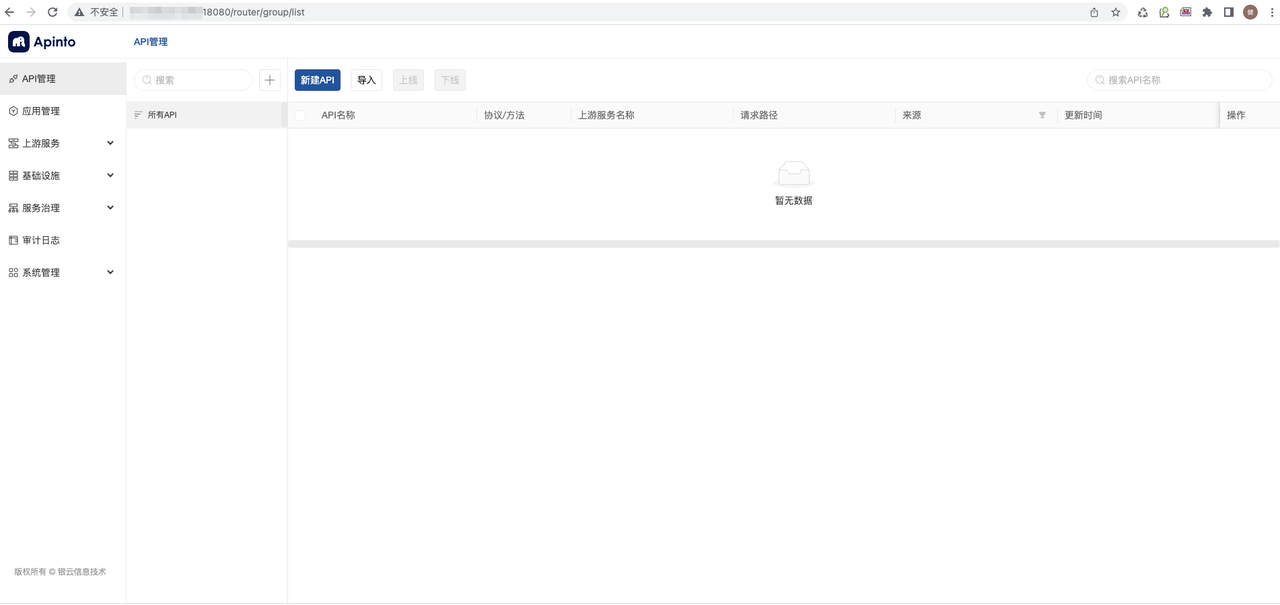 不安全 18080/router/group/list 健
Apinto API管理
API管理 搜索 新建API 导入 上线 下线 搜索API名称
应用管理 所有API API名称 协议/方法 上游服务名称 请求路径 来源 更新时间 操作
上游服务
基础设施
暂无数据
服务治理
审计日志
系统管理
版权所有 © 银云信息技术